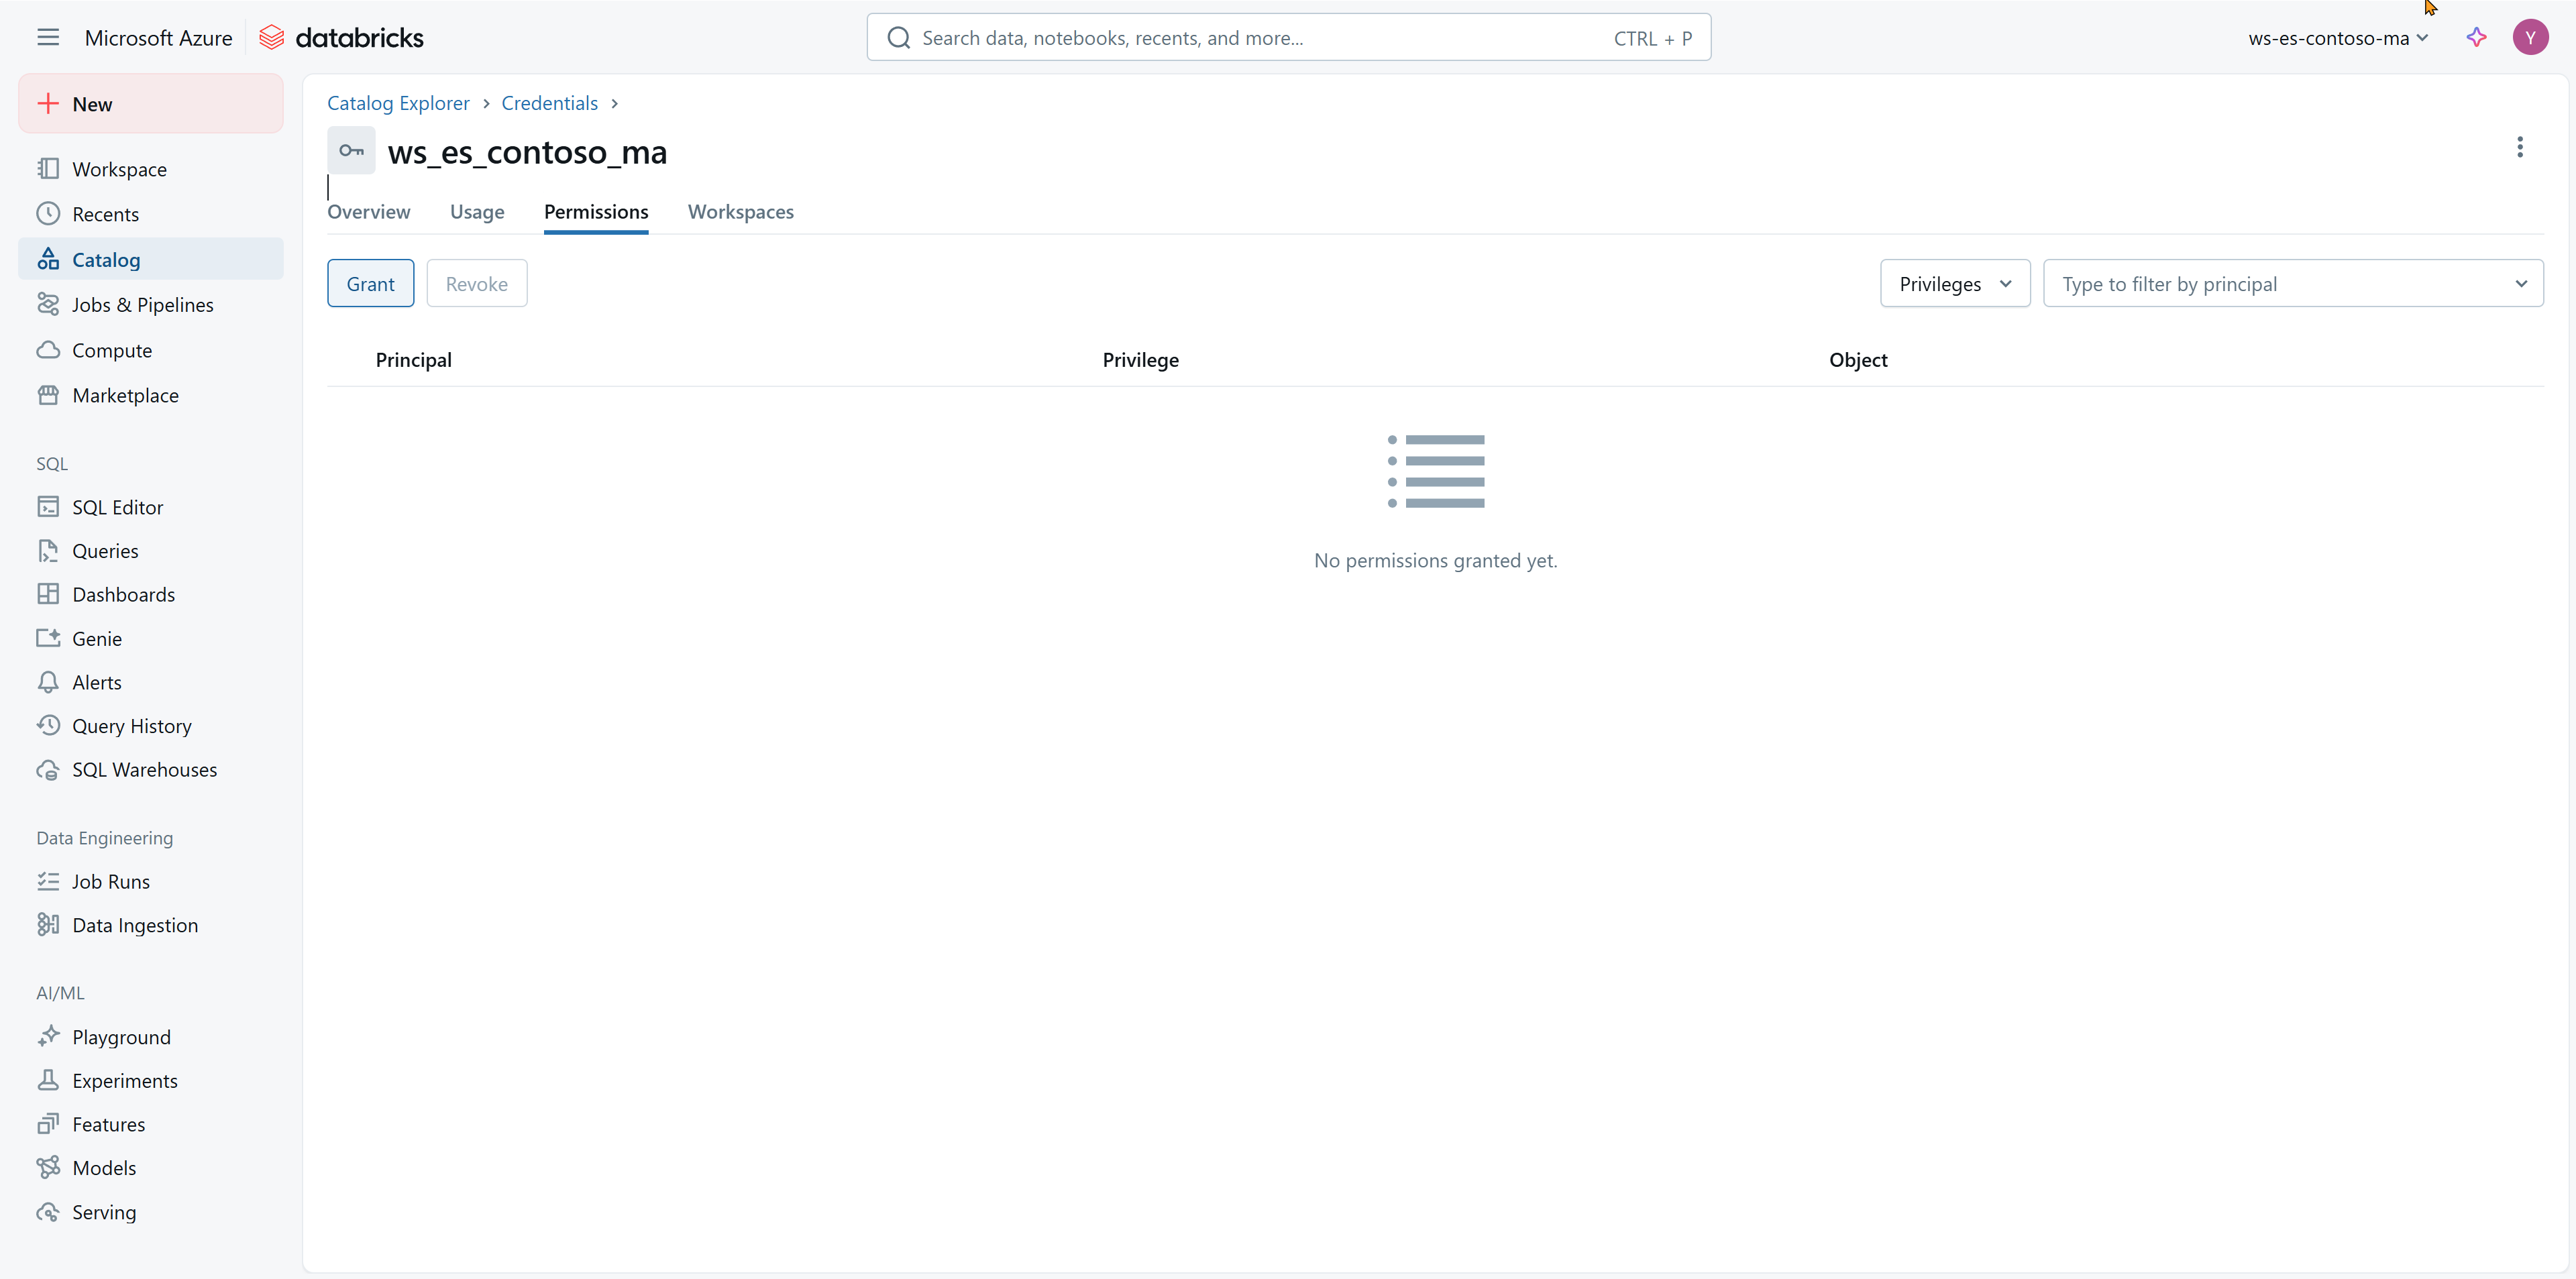 Microsoft Azure databricks
Search data, notebooks, recents, and more... CTRL + P
ws-es-contoso-ma
Y
New
Workspace
Recents
Catalog
Jobs & Pipelines
Compute
Marketplace
SQL
SQL Editor
Queries
Dashboards
Genie
Alerts
Query History
SQL Warehouses
Data Engineering
Job Runs
Data Ingestion
AI/ML
Playground
Experiments
Features
Models
Serving
Catalog Explorer > Credentials >
ws_es_contoso_ma
Overview Usage Permissions Workspaces
Grant Revoke Privileges Type to filter by principal
Principal Privilege Object
No permissions granted yet.